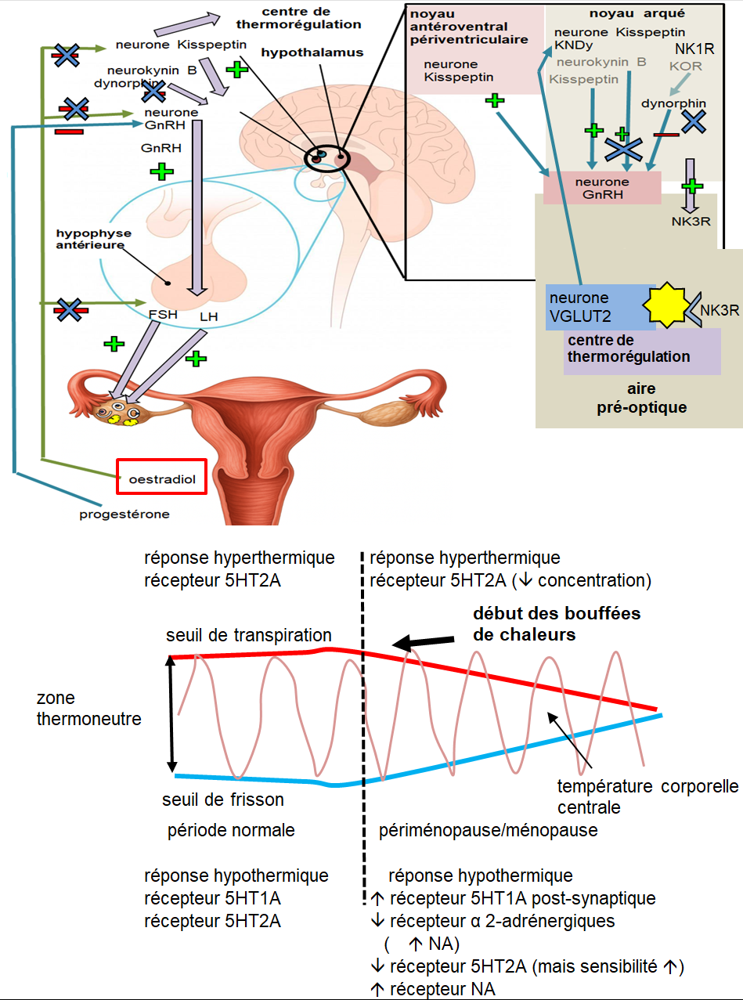 centre de
thermorégulation
neurone Kisspeptin
hypothalamus
neurokynin B
dynorphin
neurone
GnRH
GnRH
hypophyse
antérieure
FSH
LH
oestradiol
progestérone
noyau
antéroventral
périventriculaire
neurone
Kisspeptin
noyau arqué
neurone Kisspeptin
KNDy
NK1R
neurokynin B
KOR
Kisspeptin
dynorphin
neurone
GnRH
NK3R
neurone
VGLUT2
NK3R
centre de
thermorégulation
aire
pré-optique
réponse hyperthermique
récepteur 5HT2A
réponse hyperthermique
récepteur 5HT2A (↓ concentration)
début des bouffées
de chaleurs
seuil de transpiration
zone
thermoneutre
température corporelle
centrale
seuil de frisson
période normale
périménopause/ménopause
réponse hypothermique
récepteur 5HT1A
récepteur 5HT2A
réponse hypothermique
↑ récepteur 5HT1A post-synaptique
↓ récepteur α 2-adrénergiques
( ↑ NA)
↓ récepteur 5HT2A (mais sensibilité ↑)
↑ récepteur NA